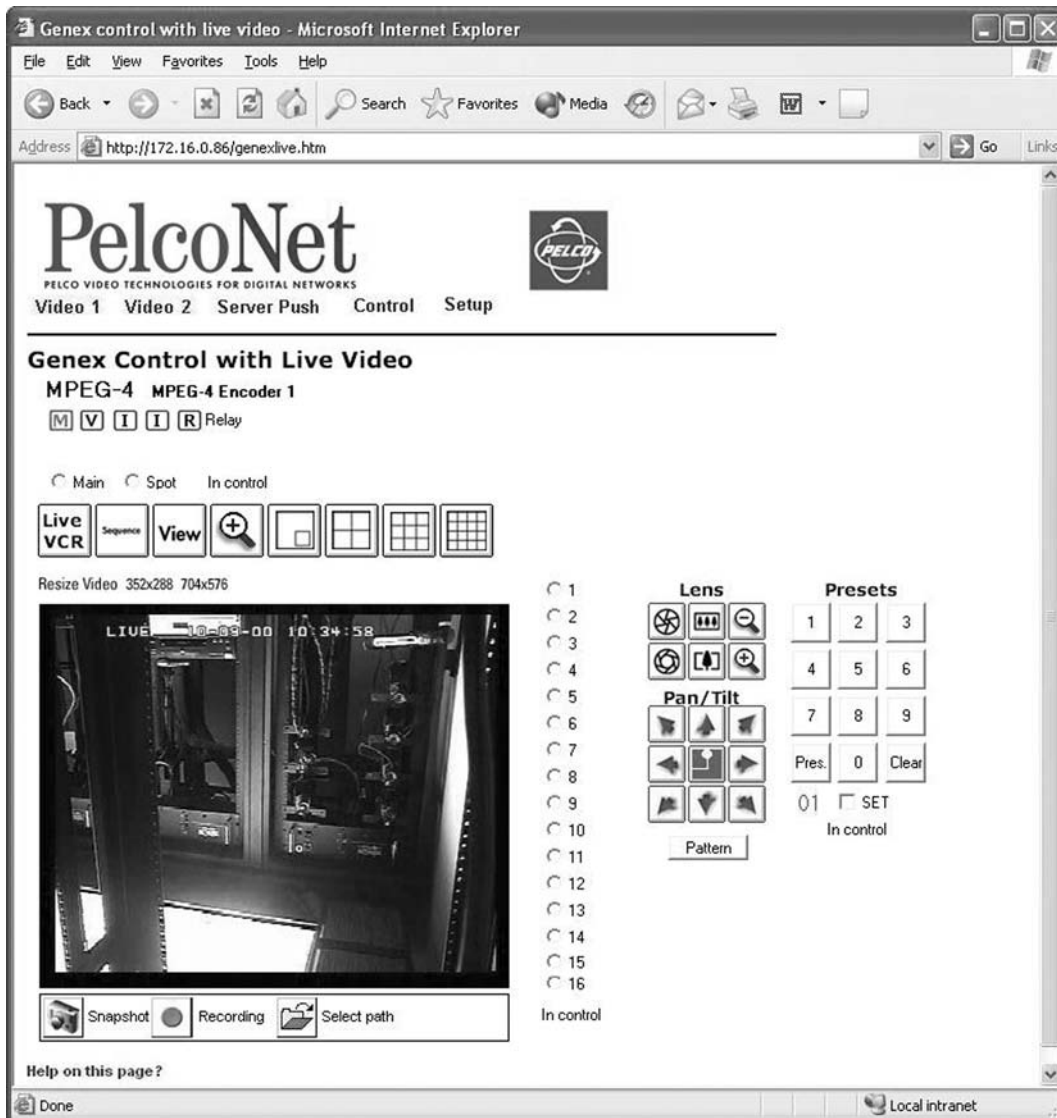 Genex control with live video - Microsoft Internet Explorer
File Edit View Favorites Tools Help
Back Search Favorites Media W
Address http://172.16.0.86/genexlive.htm Go Links
PelcoNet
PELCO
PELCO VIDEO TECHNOLOGIES FOR DIGITAL NETWORKS
Video 1 Video 2 Server Push Control Setup
Genex Control with Live Video
MPEG-4 MPEG-4 Encoder 1
M V I I R Relay
Main Spot In control
Live VCR Sequence View
Resize Video 352x288 704x576
LIVE 10-09-00 10:34:58
1
2
3
4
5
6
7
8
9
10
11
12
13
14
15
16
In control
Lens
Pan/Tilt
Pattern
Presets
1 2 3
4 5 6
7 8 9
Pres. 0 Clear
01 SET
In control
Snapshot Recording Select path
Help on this page?
Done Local intranet